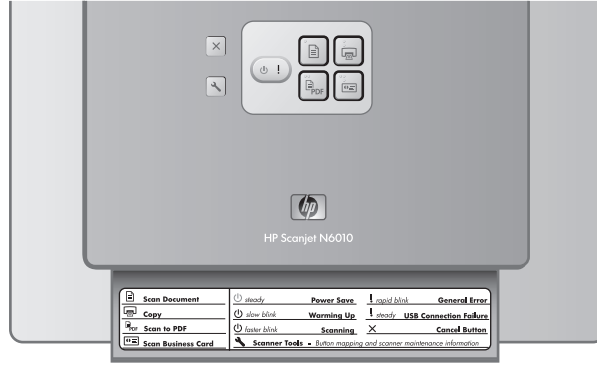 !
PDF
hp
HP Scanjet N6010
Scan Document
steady Power Save
! rapid blink General Error
Copy
slow blink Warming Up
! steady USB Connection Failure
PDF Scan to PDF
faster blink Scanning
Cancel Button
Scan Business Card
Scanner Tools - Button mapping and scanner maintenance information